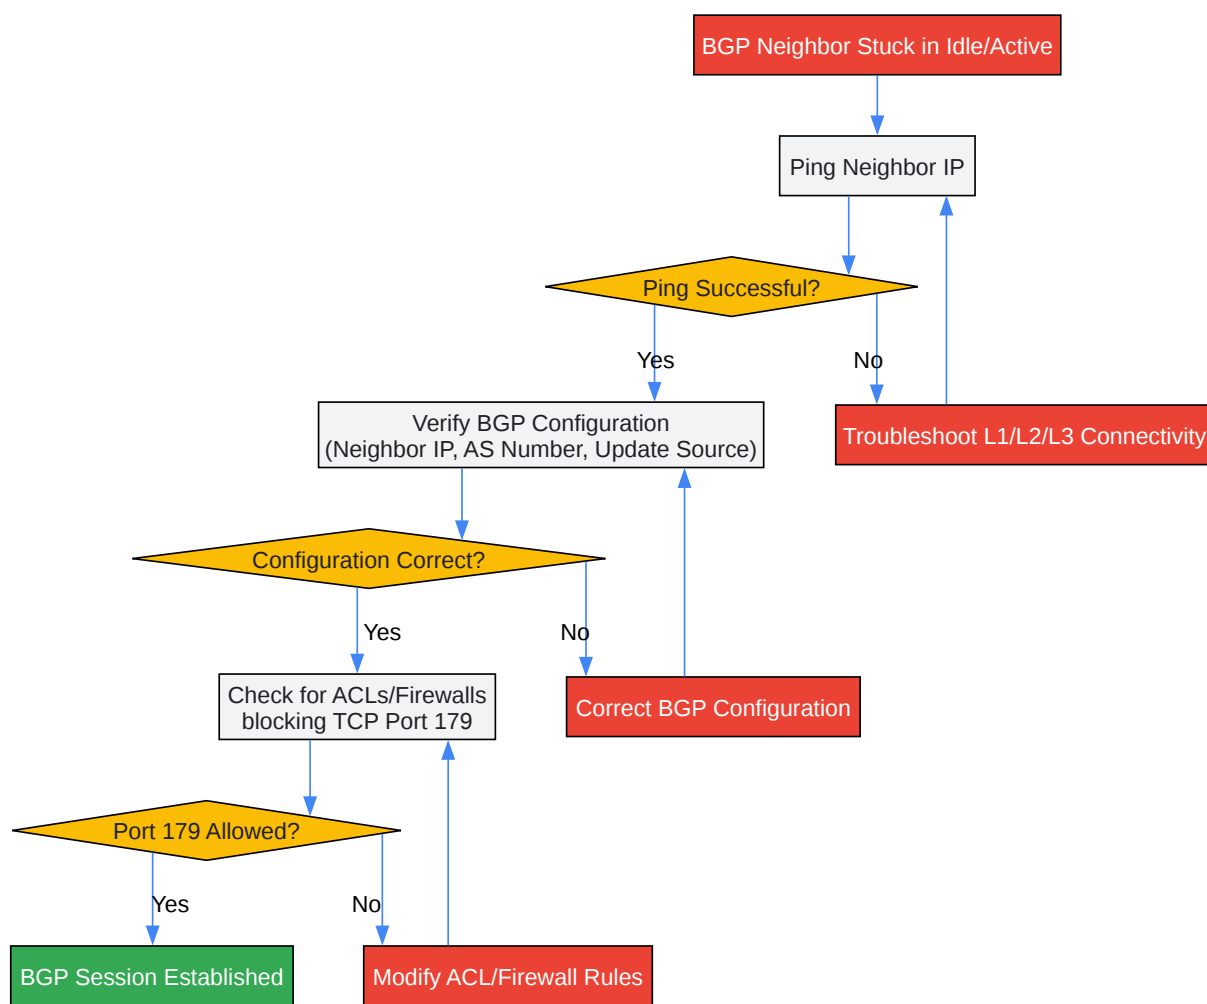 BGP Neighbor Stuck in Idle/Active
Ping Neighbor IP
Ping Successful?
Yes
No
Verify BGP Configuration
(Neighbor IP, AS Number, Update Source)
Troubleshoot L1/L2/L3 Connectivity
Configuration Correct?
Yes
No
Check for ACLs/Firewalls
blocking TCP Port 179
Correct BGP Configuration
Port 179 Allowed?
Yes
No
BGP Session Established
Modify ACL/Firewall Rules